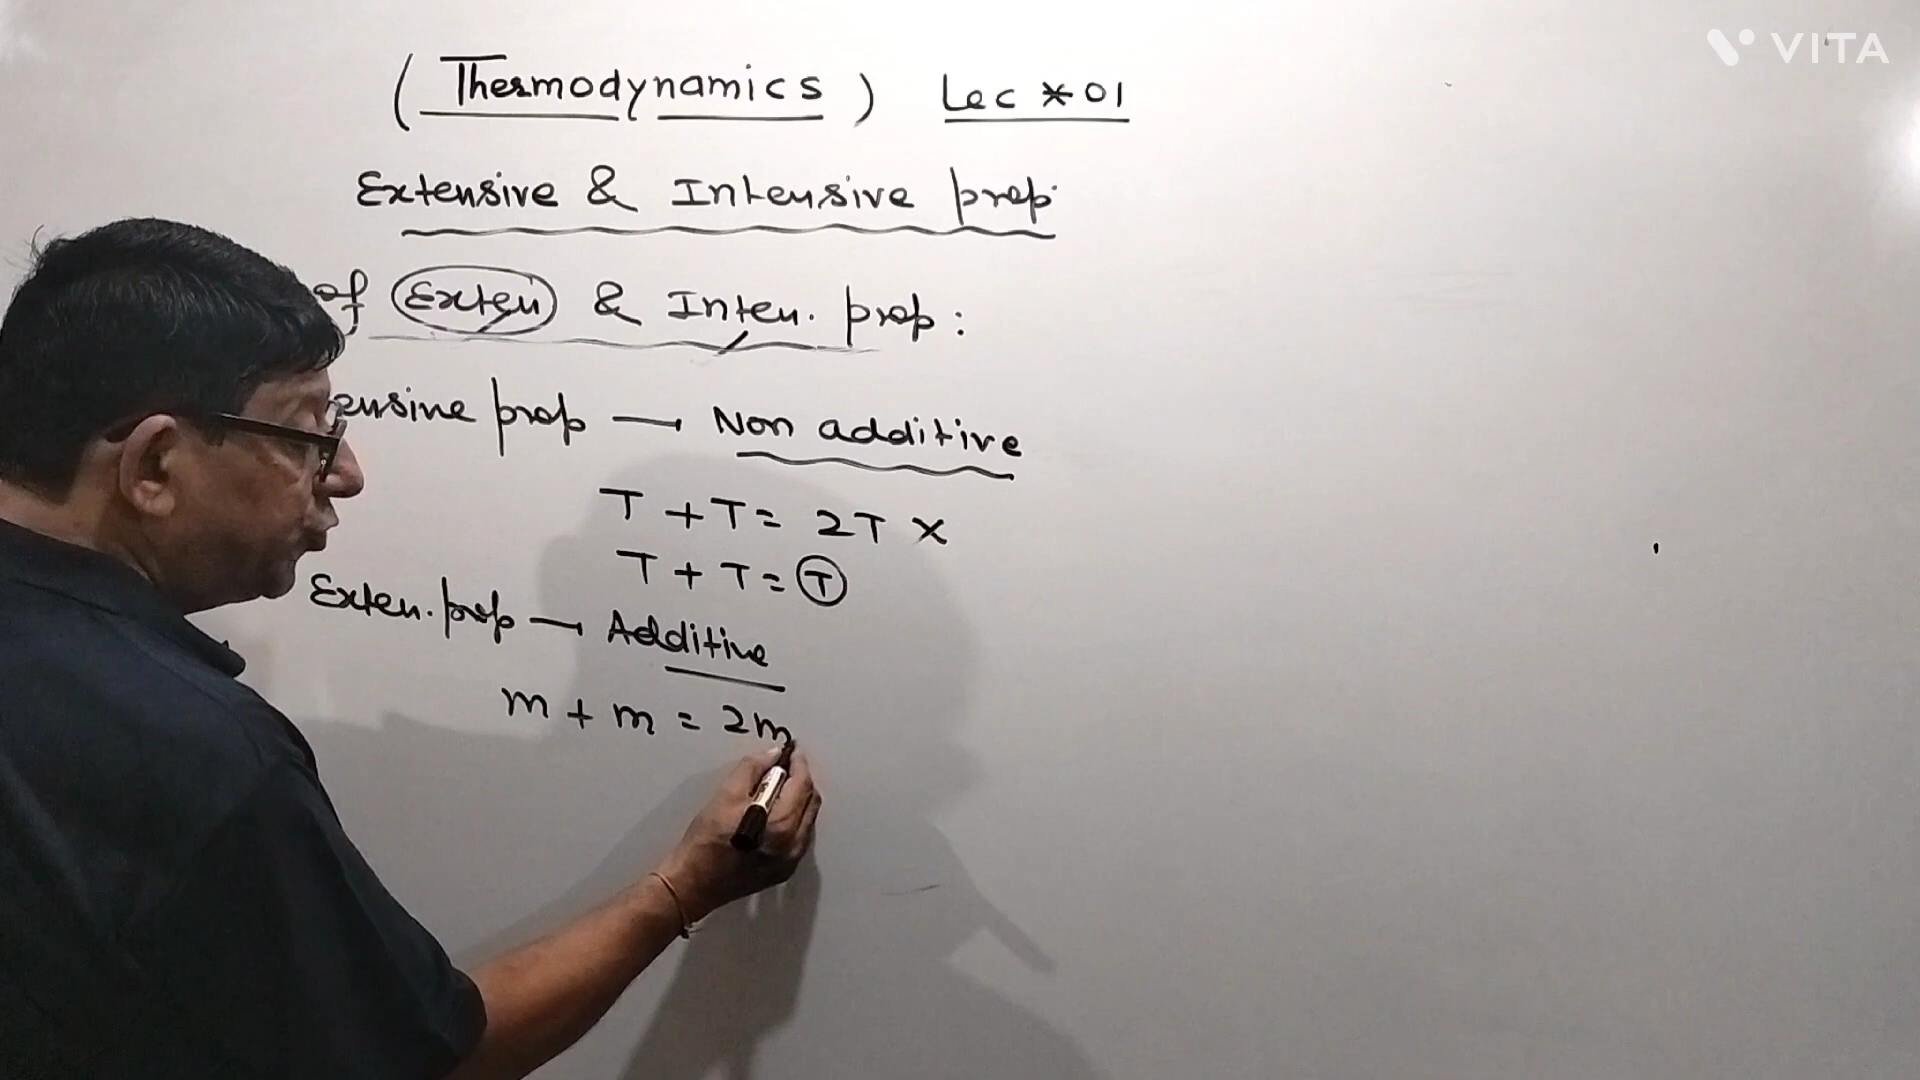 VITA
(Thermodynamics) Lec * 01
Extensive & Intensive prop.
of Exten & Inten. prop:
ensive prop → Non additive
T + T = 2T ×
T + T = T
Exten. prop → Additive
m + m = 2m